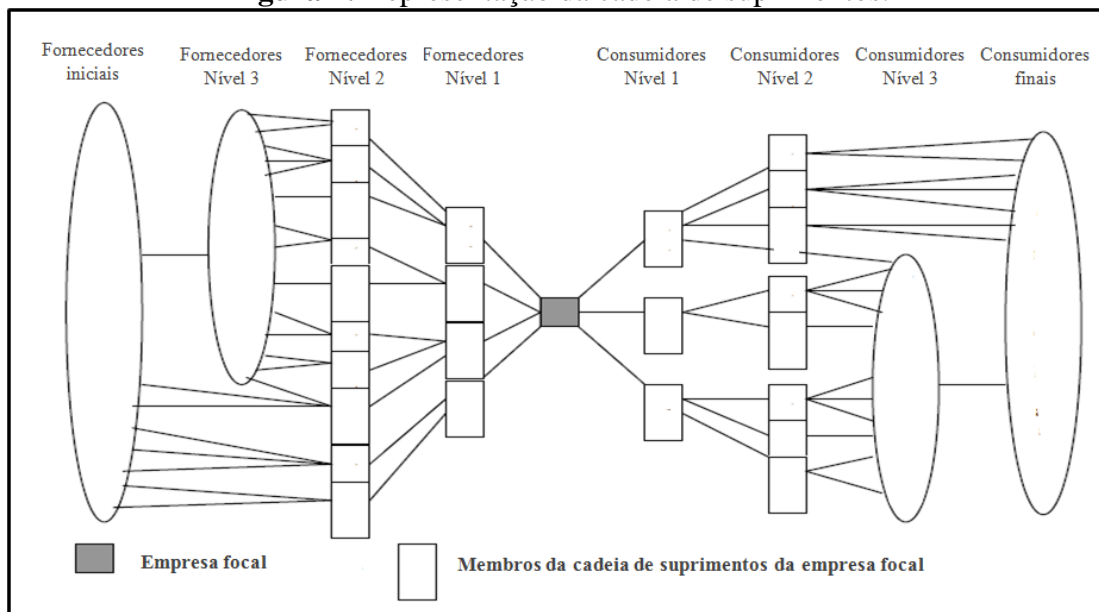 Fornecedores iniciais
Fornecedores Nível 3
Fornecedores Nível 2
Fornecedores Nível 1
Consumidores Nível 1
Consumidores Nível 2
Consumidores Nível 3
Consumidores finais
Empresa focal
Membros da cadeia de suprimentos da empresa focal